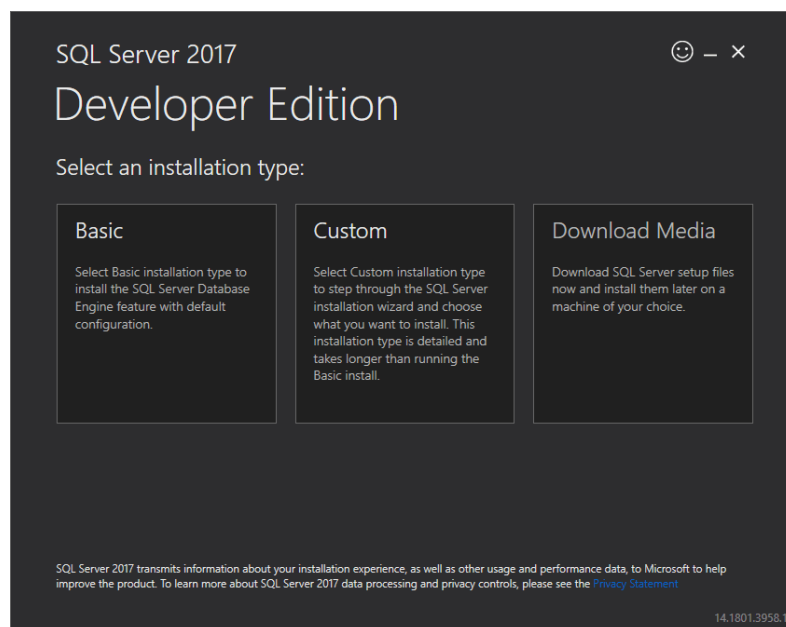 SQL Server 2017
Developer Edition
Select an installation type:
Basic
Select Basic installation type to
install the SQL Server Database
Engine feature with default
configuration.
Custom
Select Custom installation type
to step through the SQL Server
installation wizard and choose
what you want to install. This
installation type is detailed and
takes longer than running the
Basic install.
Download Media
Download SQL Server setup files
now and install them later on a
machine of your choice.
SQL Server 2017 transmits information about your installation experience, as well as other usage and performance data, to Microsoft to help
improve the product. To learn more about SQL Server 2017 data processing and privacy controls, please see the Privacy Statement
14.1801.3958.1